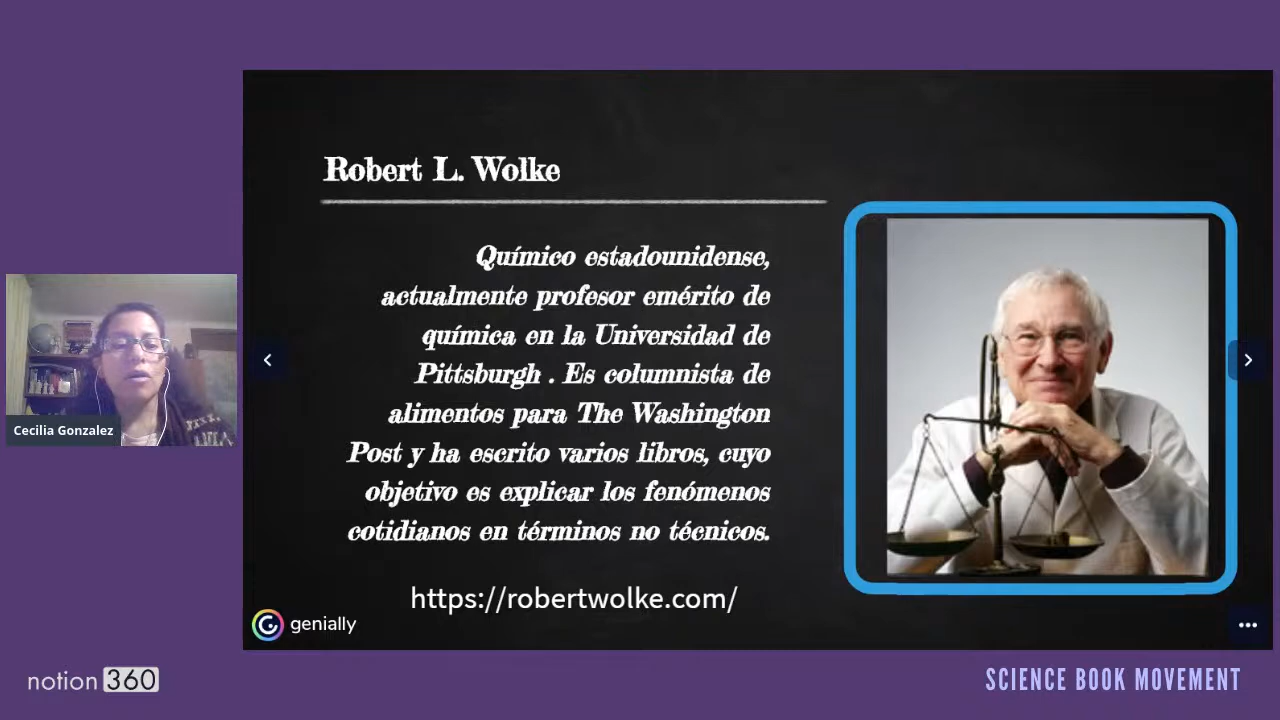 Robert L. Wolke
Químico estadounidense,
actualmente profesor emérito de
química en la Universidad de
Pittsburgh . Es columnista de
alimentos para The Washington
Post y ha escrito varios libros, cuyo
objetivo es explicar los fenómenos
cotidianos en términos no técnicos.
https://robertwolke.com/
genially
Cecilia Gonzalez
notion 360
SCIENCE BOOK MOVEMENT